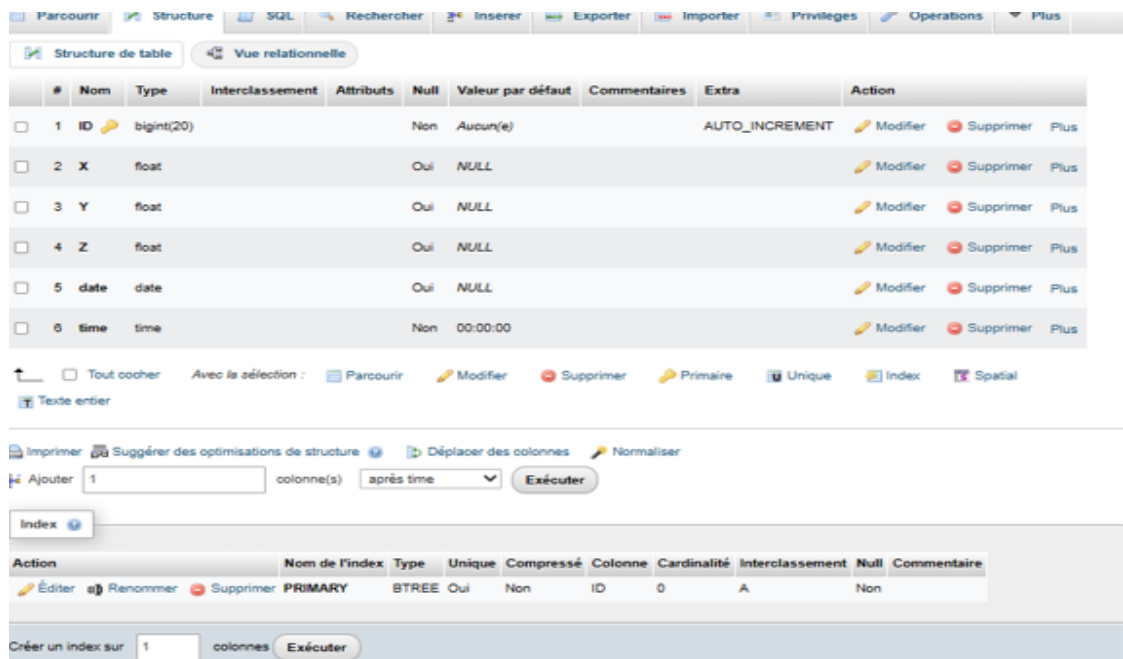 Parcourir Structure SQL Rechercher Insérer Exporter Importer Privilèges Opérations Plus
Structure de table Vue relationnelle
# Nom Type Interclassement Attributs Null Valeur par défaut Commentaires Extra Action
1 ID bigint(20) Non Aucun(e) AUTO_INCREMENT Modifier Supprimer Plus
2 X float Oui NULL Modifier Supprimer Plus
3 Y float Oui NULL Modifier Supprimer Plus
4 Z float Oui NULL Modifier Supprimer Plus
5 date date Oui NULL Modifier Supprimer Plus
6 time time Non 00:00:00 Modifier Supprimer Plus
Tout cocher Avec la sélection : Parcourir Modifier Supprimer Primaire Unique Index Spatial
Texte entier
Imprimer Suggérer des optimisations de structure Déplacer des colonnes Normaliser
Ajouter 1 colonne(s) après time Exécuter
Index
Action Nom de l'index Type Unique Compressé Colonne Cardinalité Interclassement Null Commentaire
Éditer Renommer Supprimer PRIMARY BTREE Oui Non ID 0 A Non
Créer un index sur 1 colonnes Exécuter